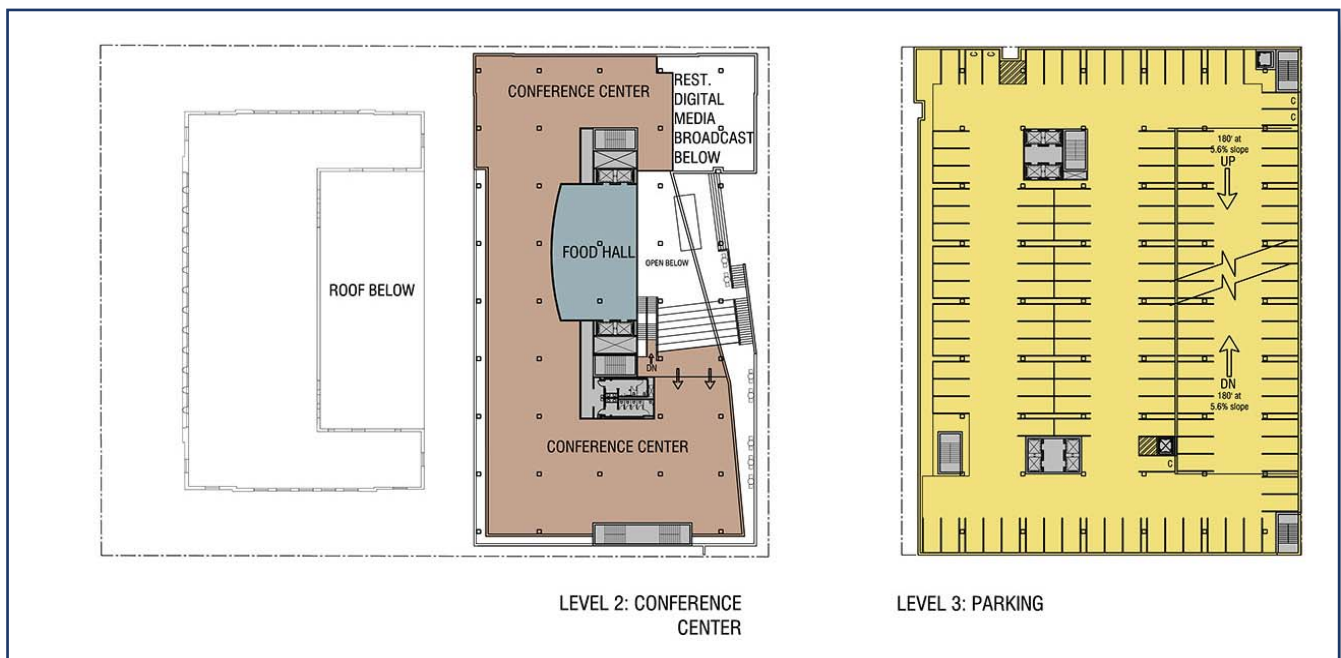 CONFERENCE CENTER
REST.
DIGITAL
MEDIA
BROADCAST
BELOW
FOOD HALL
OPEN BELOW
ROOF BELOW
DN
CONFERENCE CENTER
LEVEL 2: CONFERENCE
CENTER
C
C
C
C
180' at
5.6% slope
UP
DN
180' at
5.6% slope
C
LEVEL 3: PARKING